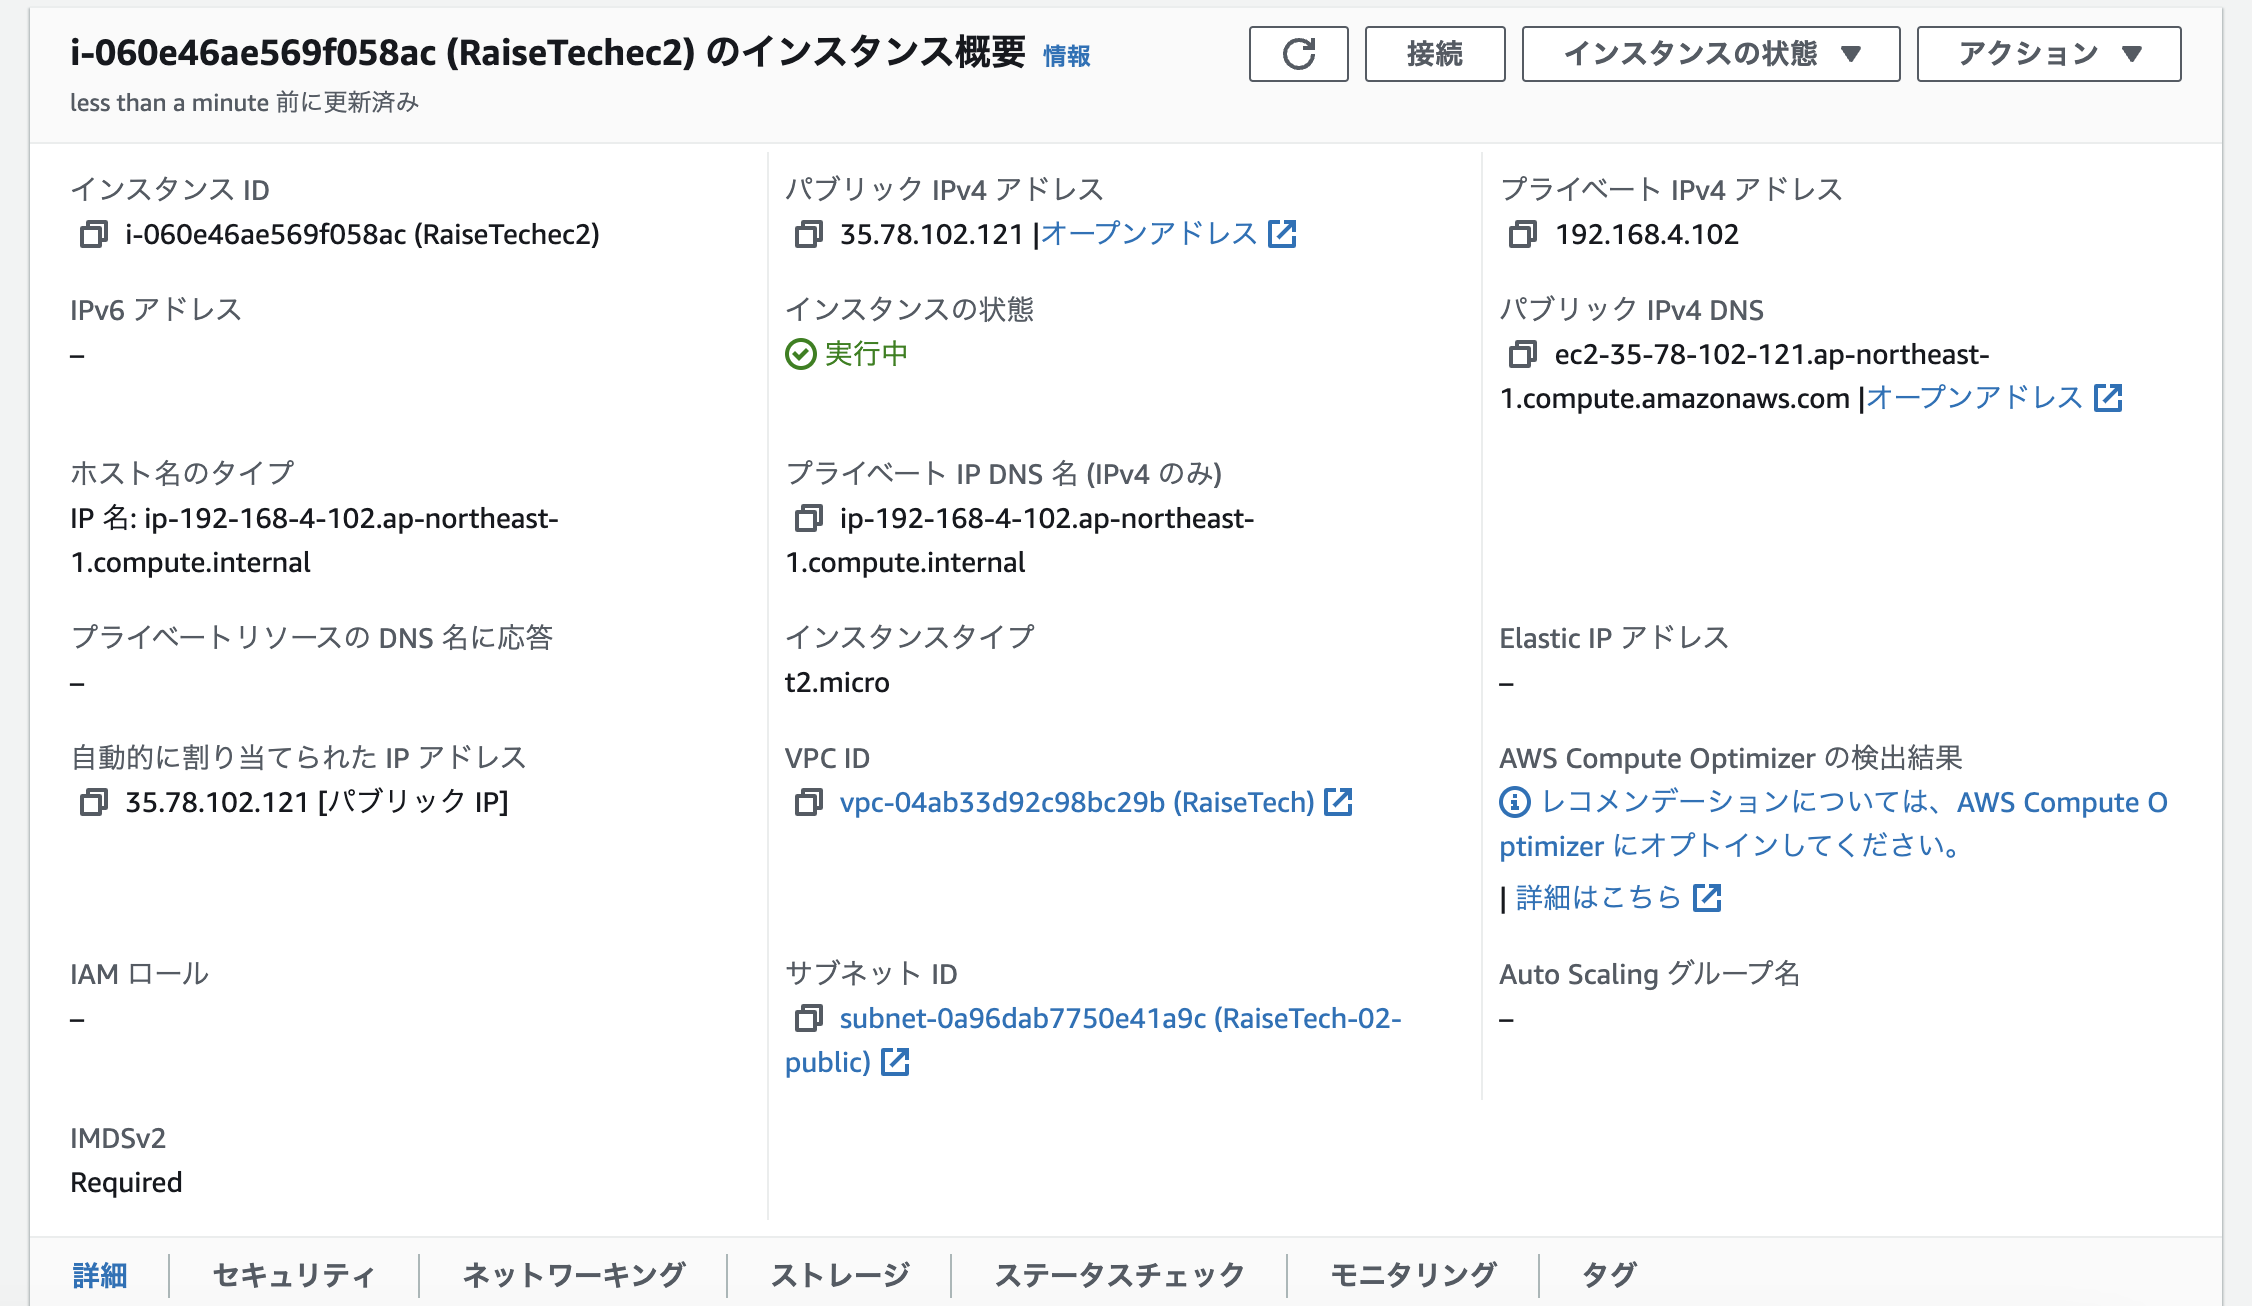 i-060e46ae569f058ac (RaiseTechec2) のインスタンス概要 情報
less than a minute 前に更新済み
接続
インスタンスの状態 ▼
アクション ▼
インスタンス ID
i-060e46ae569f058ac (RaiseTechec2)
パブリック IPv4 アドレス
35.78.102.121 |オープンアドレス
プライベート IPv4 アドレス
192.168.4.102
IPv6 アドレス
–
インスタンスの状態
実行中
パブリック IPv4 DNS
ec2-35-78-102-121.ap-northeast-
1.compute.amazonaws.com |オープンアドレス
ホスト名のタイプ
IP 名: ip-192-168-4-102.ap-northeast-
1.compute.internal
プライベート IP DNS 名 (IPv4 のみ)
ip-192-168-4-102.ap-northeast-
1.compute.internal
プライベートリソースの DNS 名に応答
–
インスタンスタイプ
t2.micro
Elastic IP アドレス
–
自動的に割り当てられた IP アドレス
35.78.102.121 [パブリック IP]
VPC ID
vpc-04ab33d92c98bc29b (RaiseTech)
AWS Compute Optimizer の検出結果
レコメンデーションについては、AWS Compute O
ptimizer にオプトインしてください。
| 詳細はこちら
IAM ロール
–
サブネット ID
subnet-0a96dab7750e41a9c (RaiseTech-02-
public)
Auto Scaling グループ名
–
IMDSv2
Required
詳細
セキュリティ
ネットワーキング
ストレージ
ステータスチェック
モニタリング
タグ